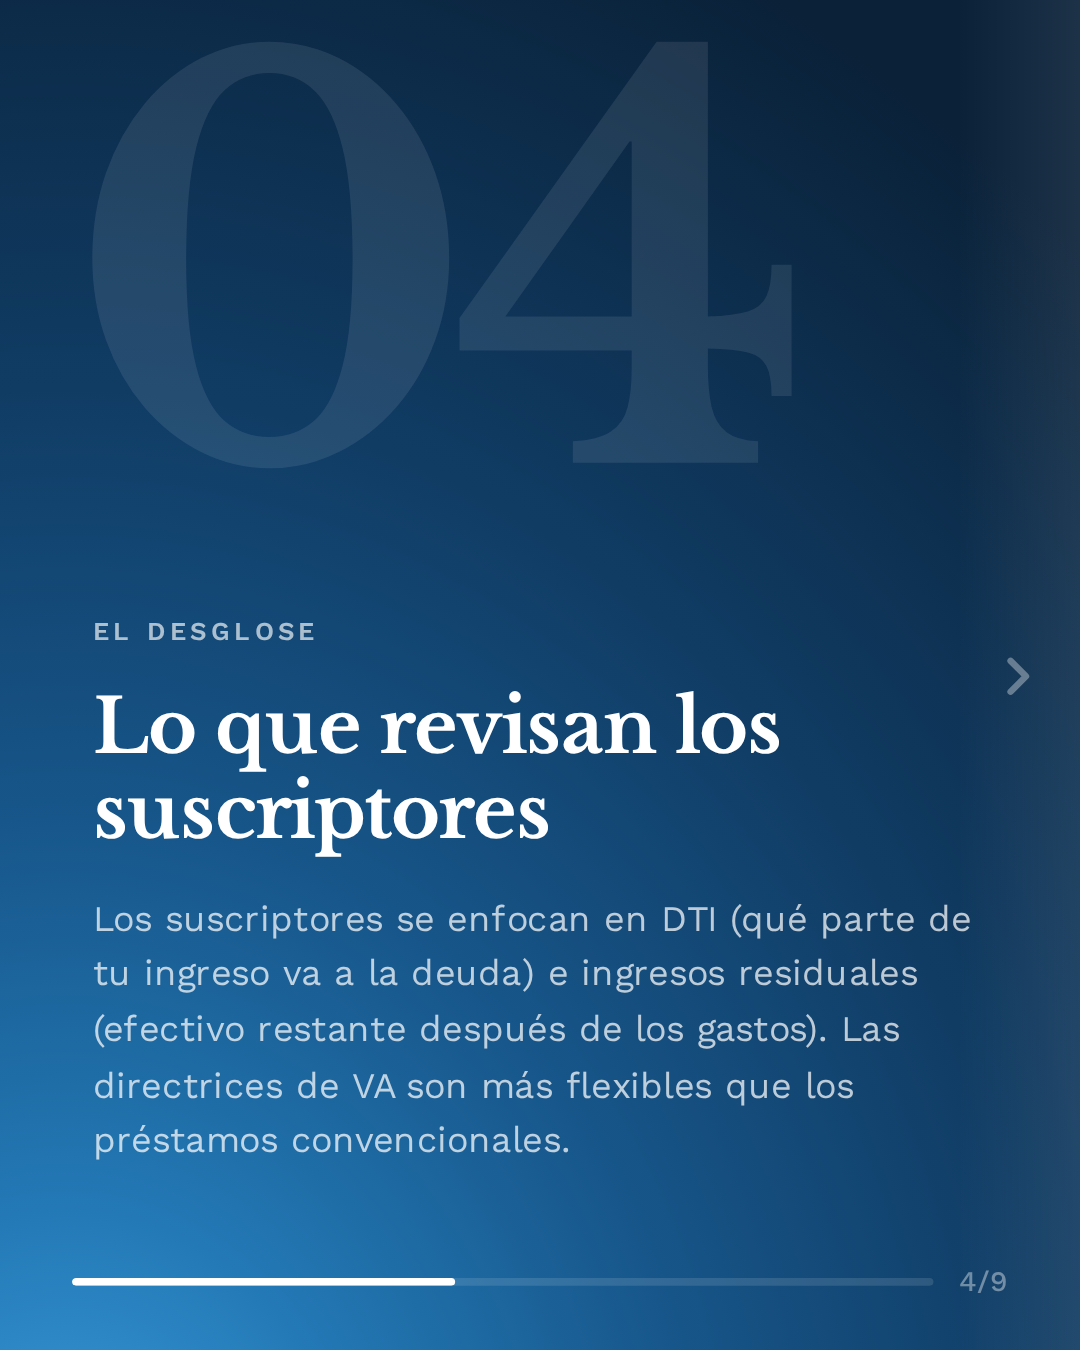 04
EL DESGLOSE
Lo que revisan los
suscriptores
Los suscriptores se enfocan en DTI (qué parte de
tu ingreso va a la deuda) e ingresos residuales
(efectivo restante después de los gastos). Las
directrices de VA son más flexibles que los
préstamos convencionales.
4/9